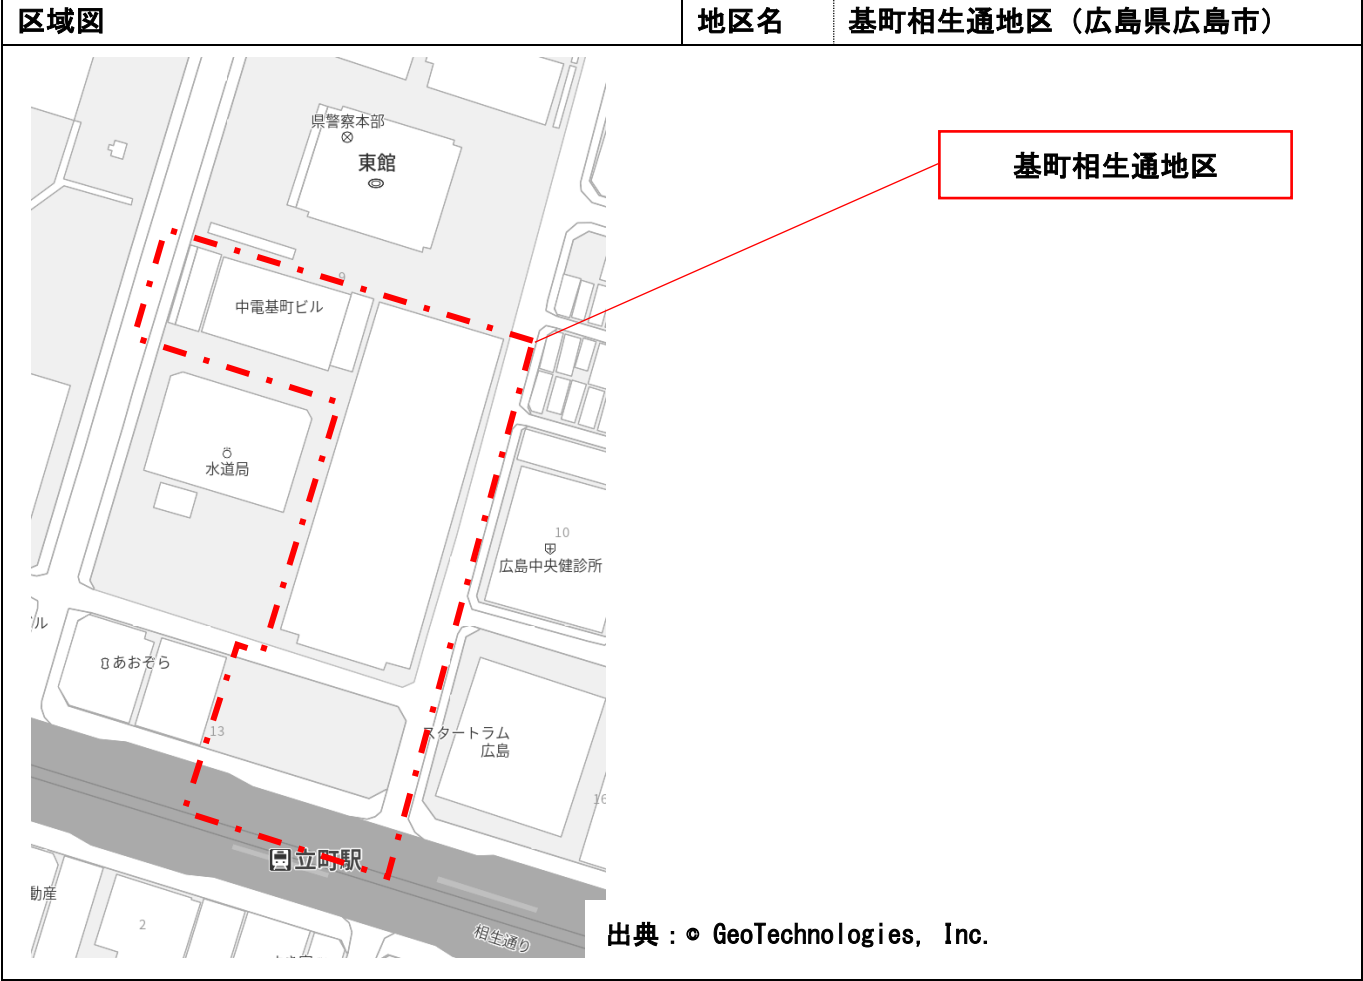 区域図
地区名
基町相生通地区（広島県広島市）
県警察本部
東館
基町相生通地区
9
中電基町ビル
水道局
10
広島中央健診所
ル
あおぞら
13
スタートラム
広島
16
立町駅
動産
2
相生通り
出典：© GeoTechnologies, Inc.